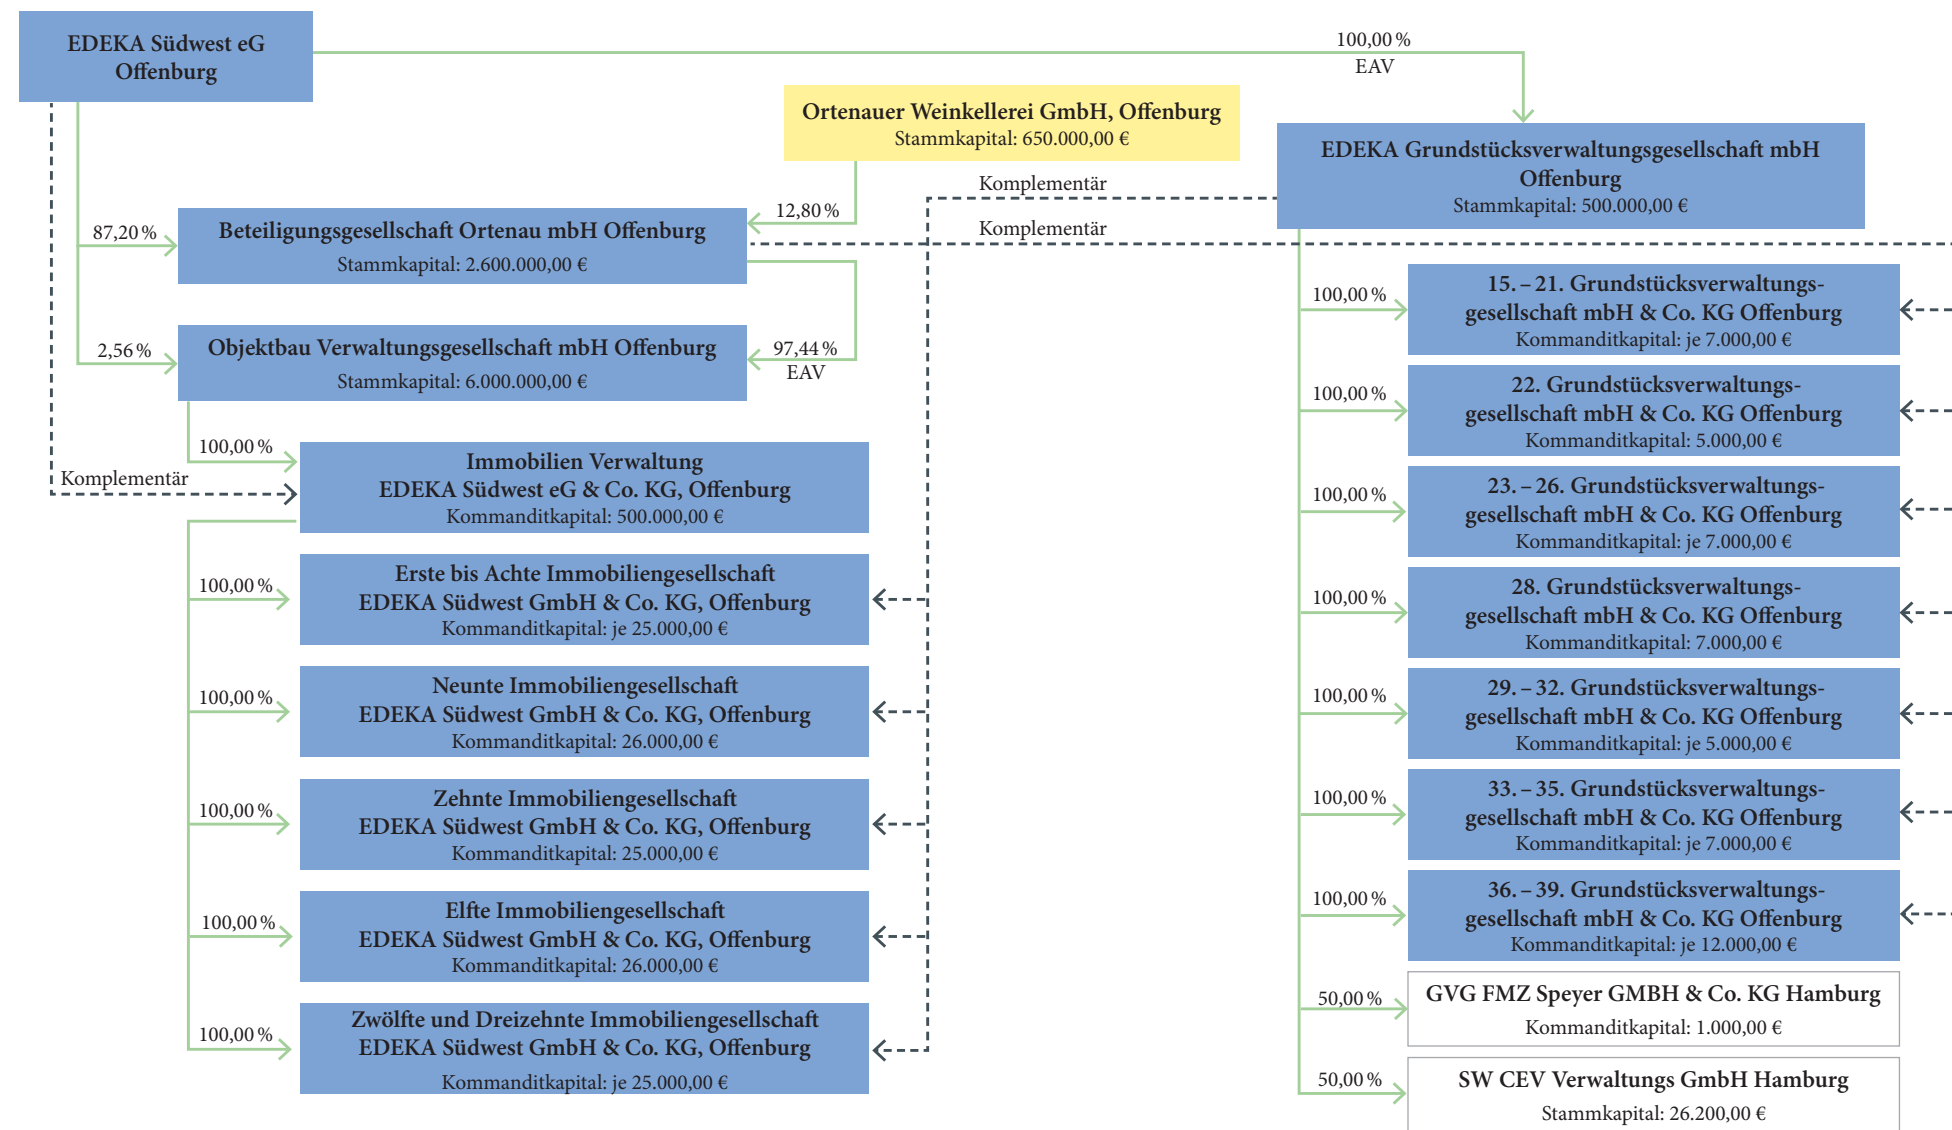 EDEKA Südwest eG
Offenburg
100,00 %
EAV
Ortenauer Weinkellerei GmbH, Offenburg
Stammkapital: 650.000,00 €
EDEKA Grundstücksverwaltungsgesellschaft mbH
Offenburg
Stammkapital: 500.000,00 €
Komplementär
Komplementär
12,80 %
87,20 %
Beteiligungsgesellschaft Ortenau mbH Offenburg
Stammkapital: 2.600.000,00 €
2,56 %
Objektbau Verwaltungsgesellschaft mbH Offenburg
Stammkapital: 6.000.000,00 €
97,44 %
EAV
100,00 %
Komplementär
Immobilien Verwaltung
EDEKA Südwest eG & Co. KG, Offenburg
Kommanditkapital: 500.000,00 €
100,00 %
Erste bis Achte Immobiliengesellschaft
EDEKA Südwest GmbH & Co. KG, Offenburg
Kommanditkapital: je 25.000,00 €
100,00 %
Neunte Immobiliengesellschaft
EDEKA Südwest GmbH & Co. KG, Offenburg
Kommanditkapital: 26.000,00 €
100,00 %
Zehnte Immobiliengesellschaft
EDEKA Südwest GmbH & Co. KG, Offenburg
Kommanditkapital: 25.000,00 €
100,00 %
Elfte Immobiliengesellschaft
EDEKA Südwest GmbH & Co. KG, Offenburg
Kommanditkapital: 26.000,00 €
100,00 %
Zwölfte und Dreizehnte Immobiliengesellschaft
EDEKA Südwest GmbH & Co. KG, Offenburg
Kommanditkapital: je 25.000,00 €
100,00 %
15. – 21. Grundstücksverwaltungs-
gesellschaft mbH & Co. KG Offenburg
Kommanditkapital: je 7.000,00 €
100,00 %
22. Grundstücksverwaltungs-
gesellschaft mbH & Co. KG Offenburg
Kommanditkapital: 5.000,00 €
100,00 %
23. – 26. Grundstücksverwaltungs-
gesellschaft mbH & Co. KG Offenburg
Kommanditkapital: je 7.000,00 €
100,00 %
28. Grundstücksverwaltungs-
gesellschaft mbH & Co. KG Offenburg
Kommanditkapital: 7.000,00 €
100,00 %
29. – 32. Grundstücksverwaltungs-
gesellschaft mbH & Co. KG Offenburg
Kommanditkapital: je 5.000,00 €
100,00 %
33. – 35. Grundstücksverwaltungs-
gesellschaft mbH & Co. KG Offenburg
Kommanditkapital: je 7.000,00 €
100,00 %
36. – 39. Grundstücksverwaltungs-
gesellschaft mbH & Co. KG Offenburg
Kommanditkapital: je 12.000,00 €
50,00 %
GVG FMZ Speyer GMBH & Co. KG Hamburg
Kommanditkapital: 1.000,00 €
50,00 %
SW CEV Verwaltungs GmbH Hamburg
Stammkapital: 26.200,00 €